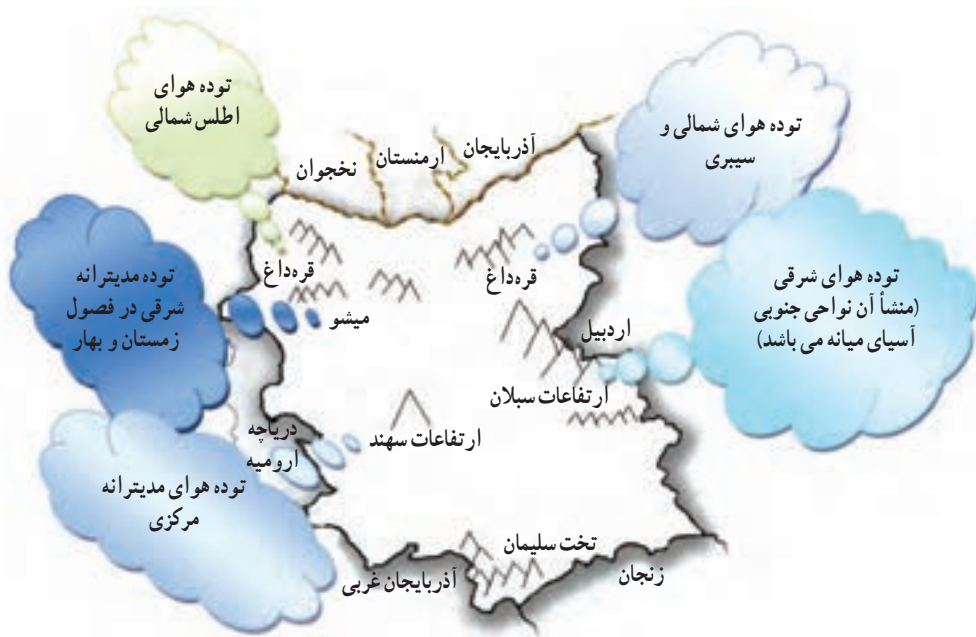 توده هوای
اطلس شمالی
توده هوای شمالی و
سیبری
آذربایجان
ارمنستان
نخجوان
توده مدیترانه
شرقی در فصول
زمستان و بهار
قره‌داغ
قره‌داغ
میشو
توده هوای شرقی
(منشأ آن نواحی جنوبی
آسیای میانه می باشد)
اردبیل
ارتفاعات سبلان
ارتفاعات سهند
دریاچه
ارومیه
توده هوای مدیترانه
مرکزی
تخت سلیمان
زنجان
آذربایجان غربی